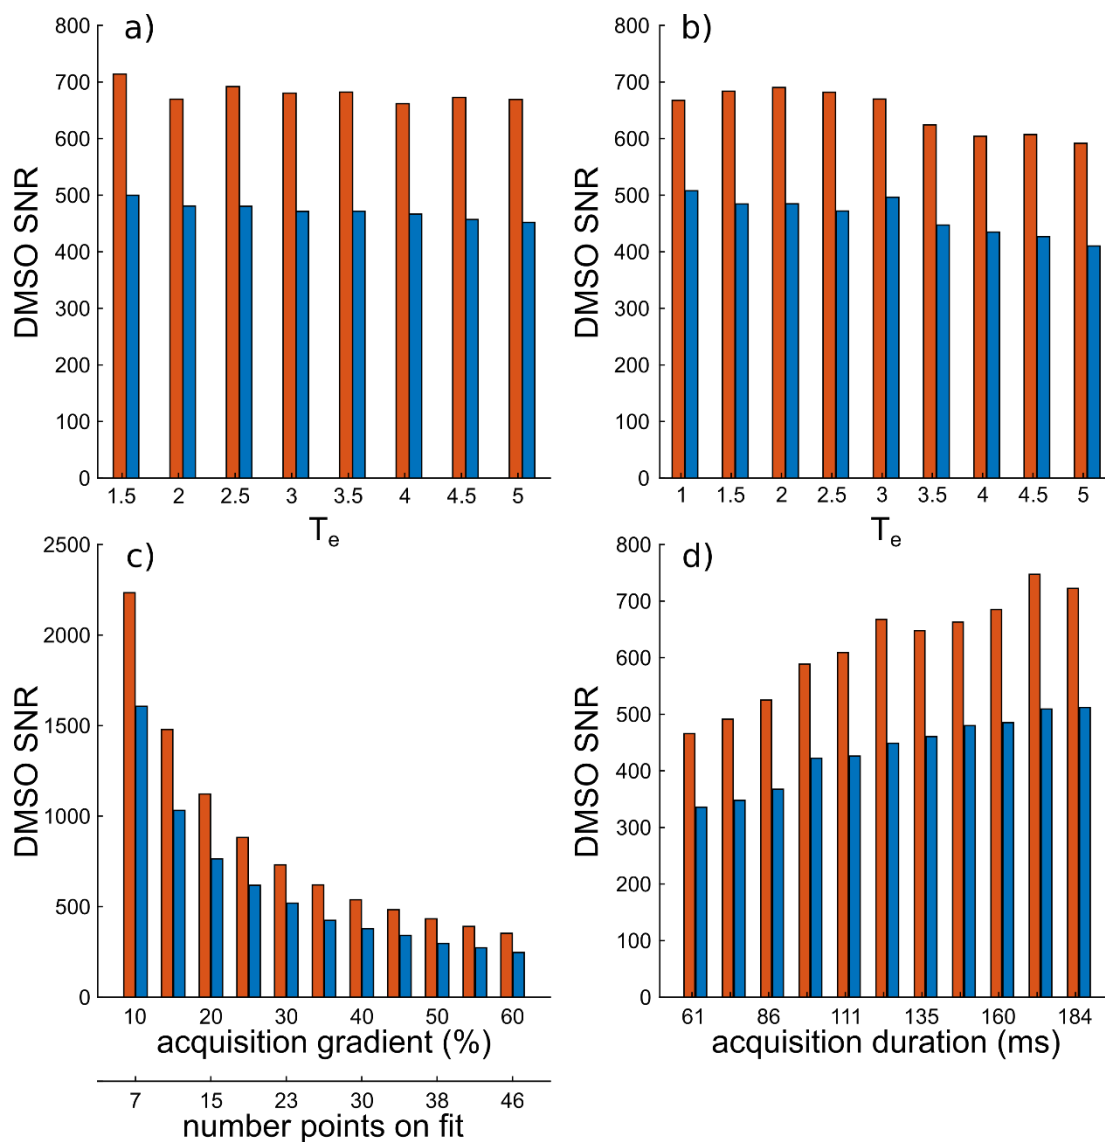 a)
800
700
600
500
400
300
200
100
0
DMSO SNR
1.5 2 2.5 3 3.5 4 4.5 5
Te
b)
800
700
600
500
400
300
200
100
0
DMSO SNR
1 1.5 2 2.5 3 3.5 4 4.5 5
Te
c)
2500
2000
1500
1000
500
0
DMSO SNR
10 20 30 40 50 60
acquisition gradient (%)
7 15 23 30 38 46
number points on fit
d)
800
700
600
500
400
300
200
100
0
DMSO SNR
61 86 111 135 160 184
acquisition duration (ms)